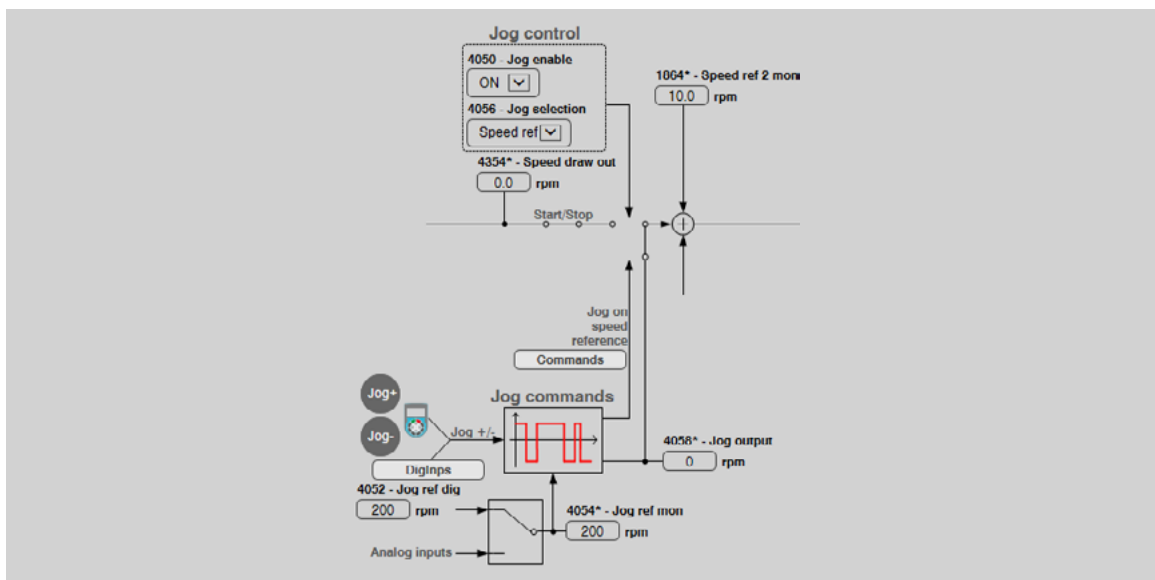 Jog control
4050 - Jog enable
ON
4056 - Jog selection
Speed ref
1064* - Speed ref 2 moni
10.0 rpm
4354* - Speed draw out
0.0 rpm
Start/Stop
Jog on
speed
reference
Commands
Jog commands
Jog+
Jog-
Jog +/-
DigInps
4058* - Jog output
0 rpm
4052 - Jog ref dig
200 rpm
4054* - Jog ref mon
200 rpm
Analog inputs